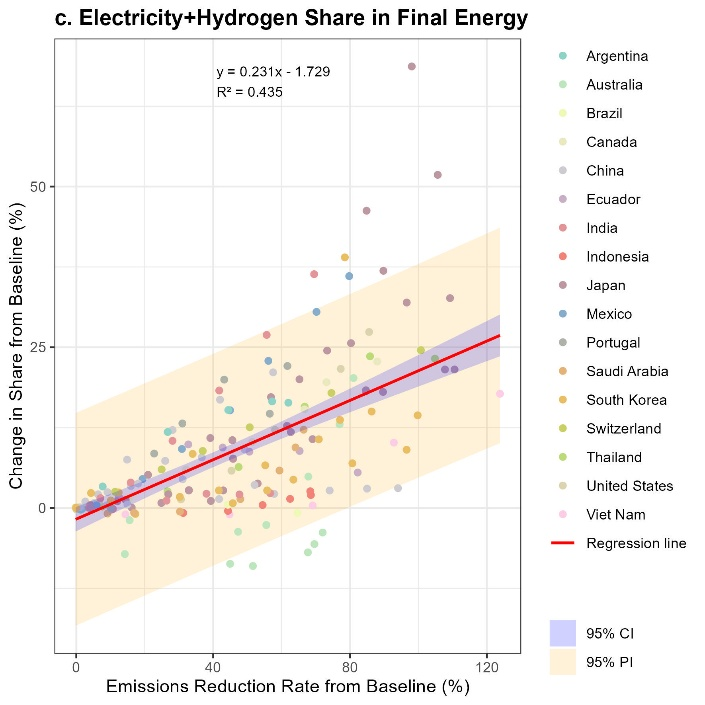 c. Electricity+Hydrogen Share in Final Energy
y = 0.231x - 1.729
R² = 0.435
Change in Share from Baseline (%)
50
25
0
0
40
80
120
Emissions Reduction Rate from Baseline (%)
Argentina
Australia
Brazil
Canada
China
Ecuador
India
Indonesia
Japan
Mexico
Portugal
Saudi Arabia
South Korea
Switzerland
Thailand
United States
Viet Nam
Regression line
95% CI
95% PI